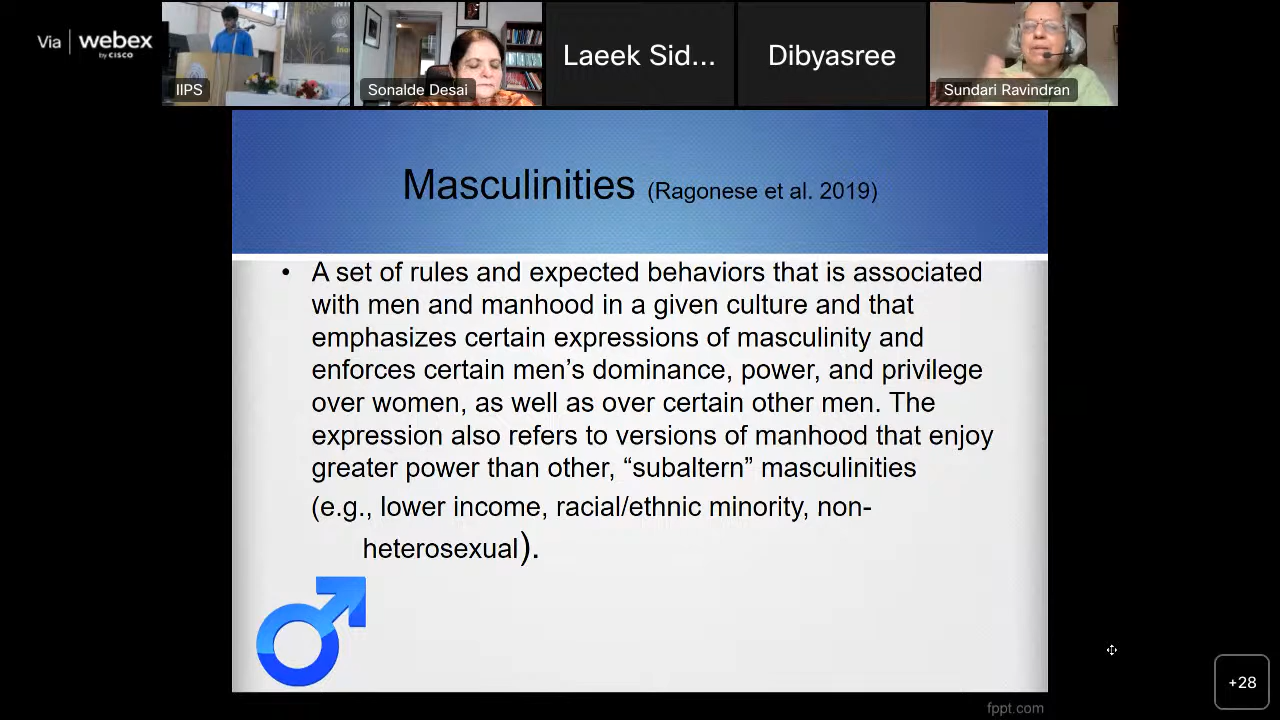 Via webex
by CISCO
IIPS
Sonalde Desai
Laeek Sid...
Dibyasree
Sundari Ravindran
Masculinities (Ragonese et al. 2019)
• A set of rules and expected behaviors that is associated
with men and manhood in a given culture and that
emphasizes certain expressions of masculinity and
enforces certain men’s dominance, power, and privilege
over women, as well as over certain other men. The
expression also refers to versions of manhood that enjoy
greater power than other, “subaltern” masculinities
(e.g., lower income, racial/ethnic minority, non-
heterosexual).
fppt.com
+28